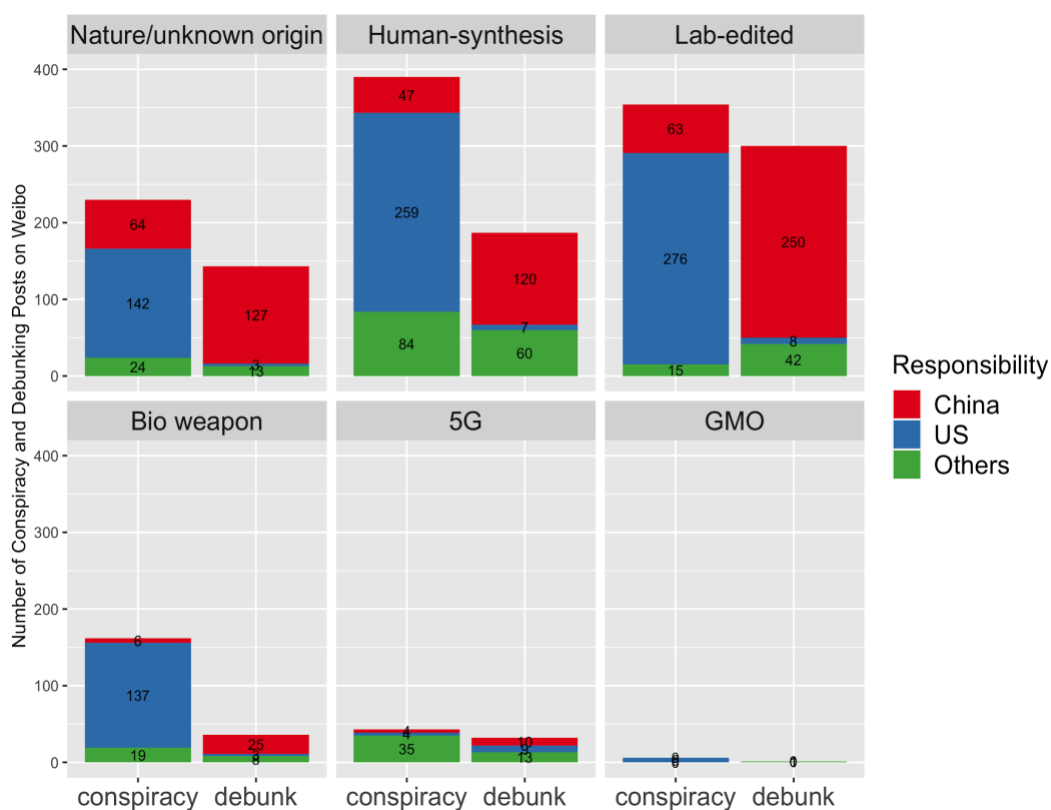 Nature/unknown origin
Human-synthesis
Lab-edited
Number of Conspiracy and Debunking Posts on Weibo
400
300
200
100
0
64
142
24
127
3
13
47
259
84
120
7
60
63
276
15
250
8
42
Responsibility
China
US
Others
Bio weapon
5G
GMO
400
300
200
100
0
6
137
19
25
4
4
35
10
9
13
conspiracy
debunk
conspiracy
debunk
conspiracy
debunk